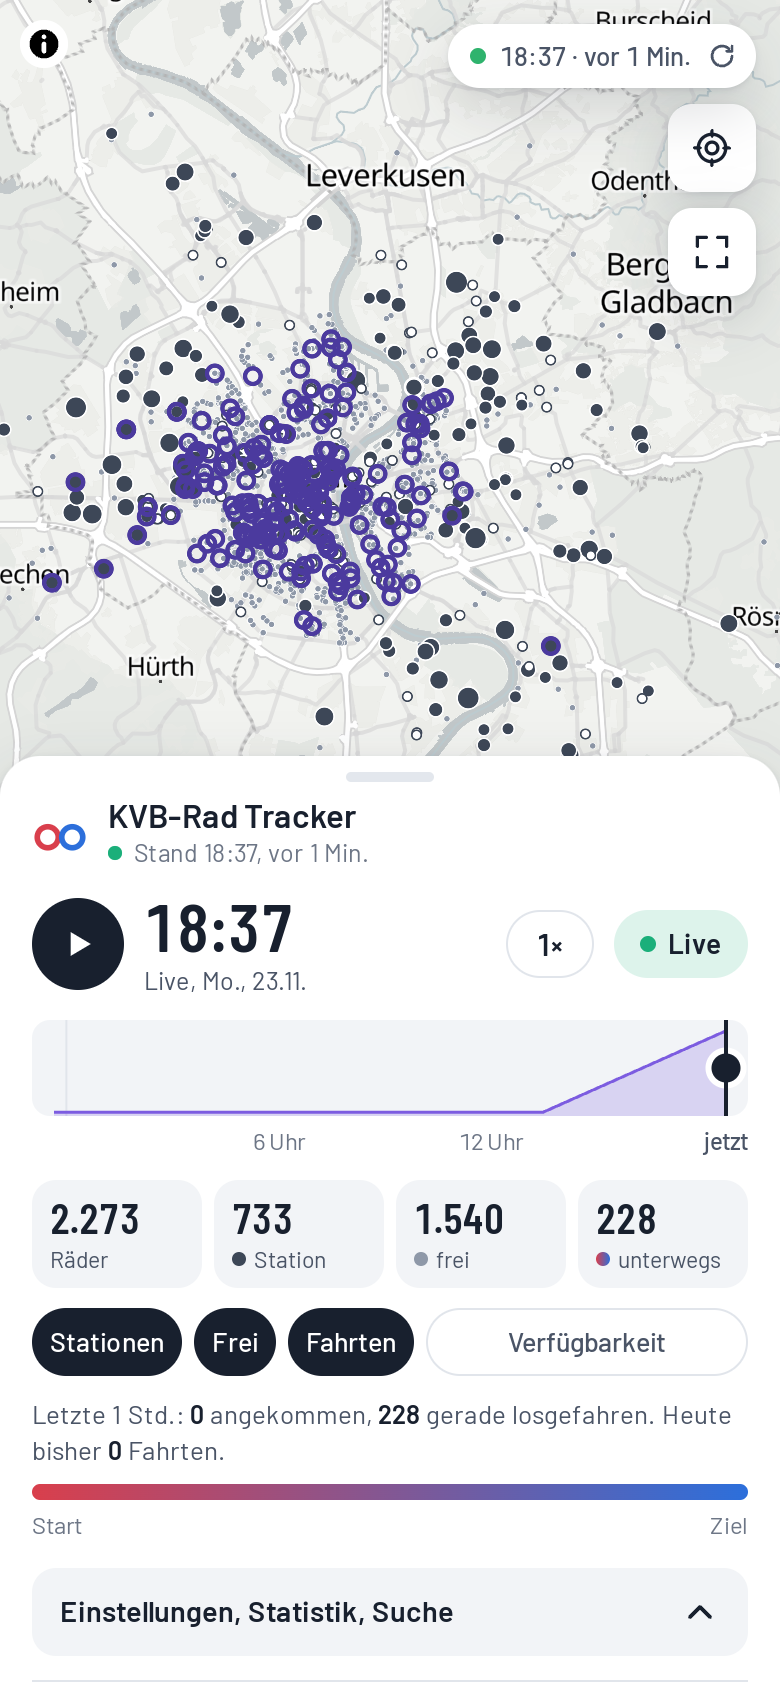 Burscheid
18:37 · vor 1 Min.
Leverkusen
Odenth
Berg
Gladbach
heim
echen
Hürth
Rös
KVB-Rad Tracker
Stand 18:37, vor 1 Min.
18:37
Live, Mo., 23.11.
1×
Live
6 Uhr
12 Uhr
jetzt
2.273
Räder
733
Station
1.540
frei
228
unterwegs
Stationen
Frei
Fahrten
Verfügbarkeit
Letzte 1 Std.: 0 angekommen, 228 gerade losgefahren. Heute
bisher 0 Fahrten.
Start
Ziel
Einstellungen, Statistik, Suche